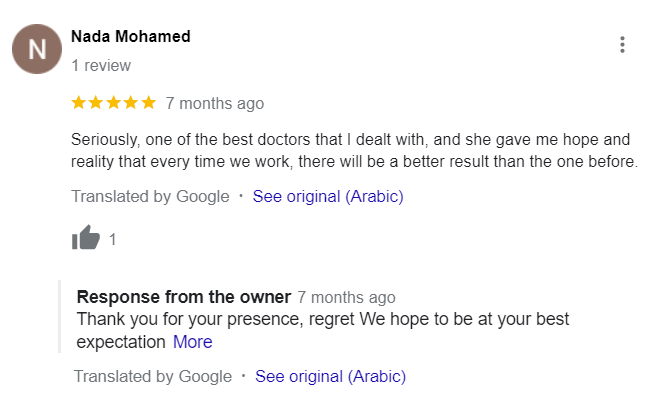 N
Nada Mohamed
1 review
7 months ago
Seriously, one of the best doctors that I dealt with, and she gave me hope and
reality that every time we work, there will be a better result than the one before.
Translated by Google · See original (Arabic)
1
Response from the owner 7 months ago
Thank you for your presence, regret We hope to be at your best
expectation More
Translated by Google · See original (Arabic)